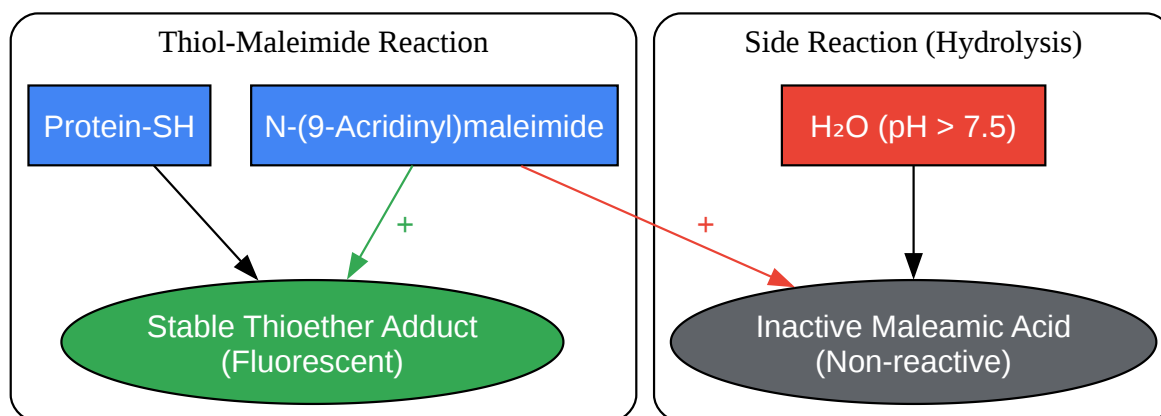 Thiol-Maleimide Reaction
Side Reaction (Hydrolysis)
Protein-SH
N-(9-Acridinyl)maleimide
H₂O (pH > 7.5)
+
+
Stable Thioether Adduct
(Fluorescent)
Inactive Maleamic Acid
(Non-reactive)